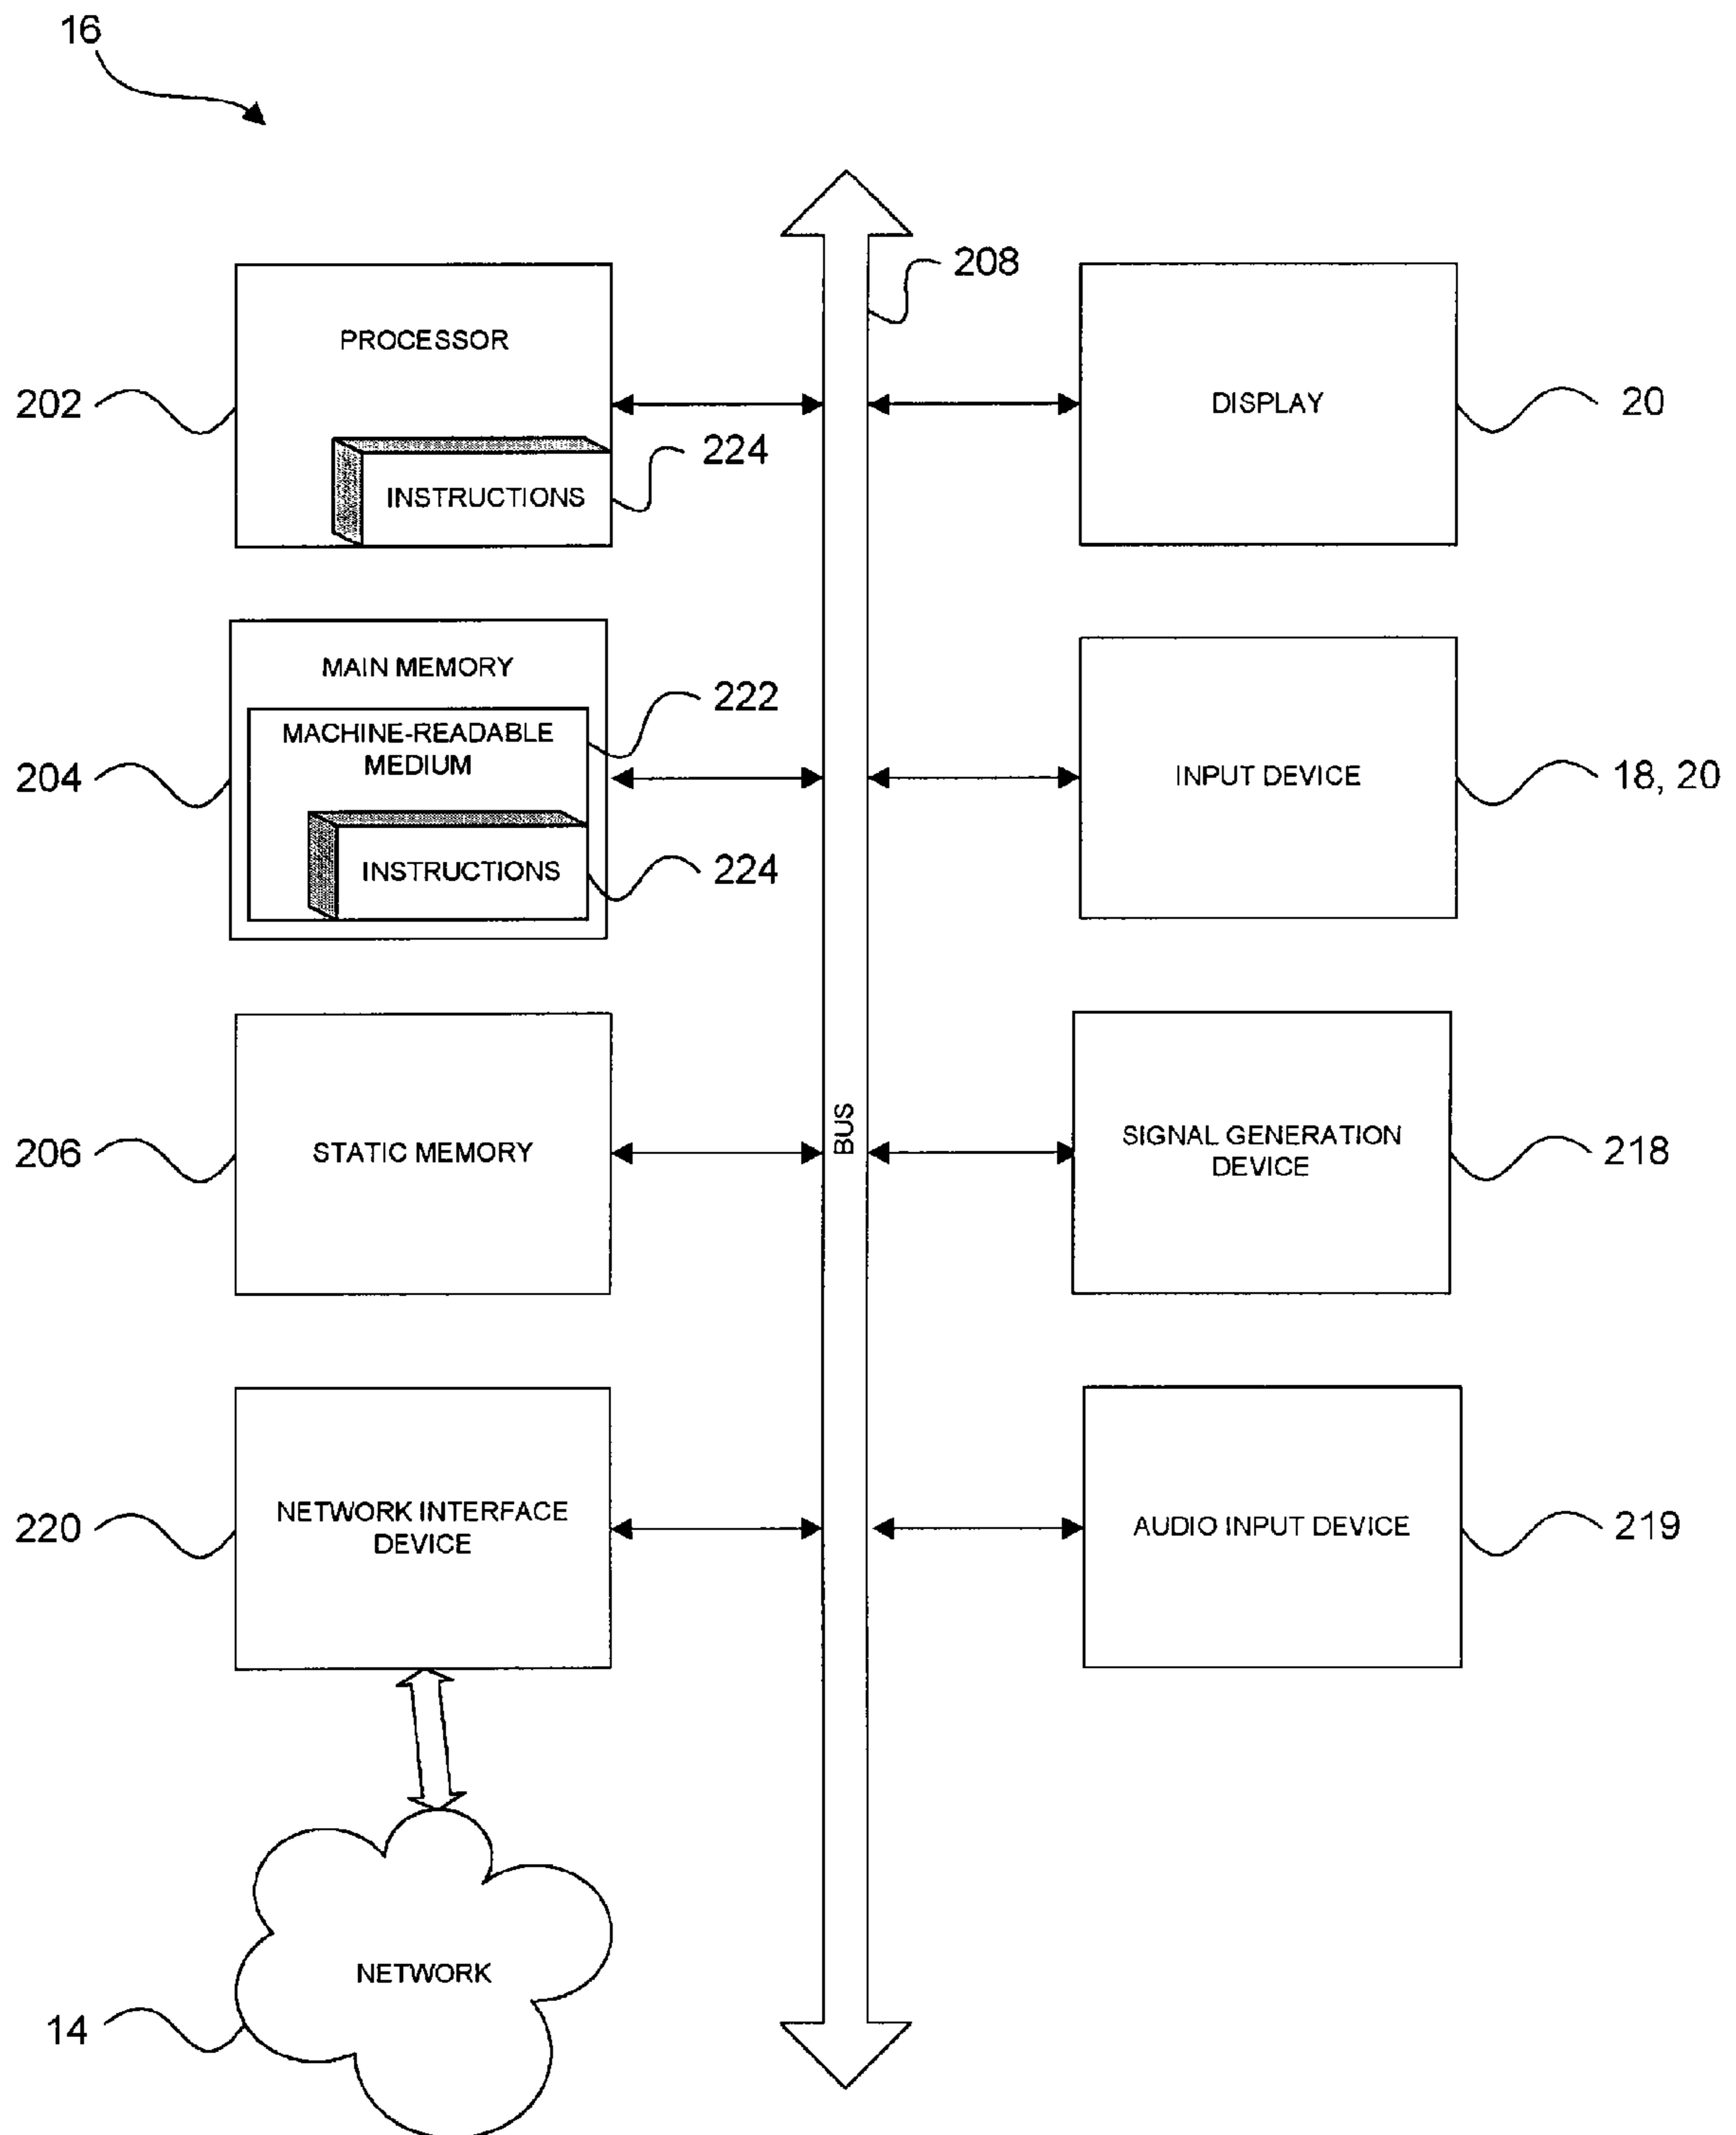 16
208
PROCESSOR
202
224
INSTRUCTIONS
DISPLAY
20
MAIN MEMORY
222
MACHINE-READABLE
MEDIUM
204
INSTRUCTIONS
224
INPUT DEVICE
18, 20
206
STATIC MEMORY
BUS
SIGNAL GENERATION
DEVICE
218
220
NETWORK INTERFACE
DEVICE
AUDIO INPUT DEVICE
219
NETWORK
14